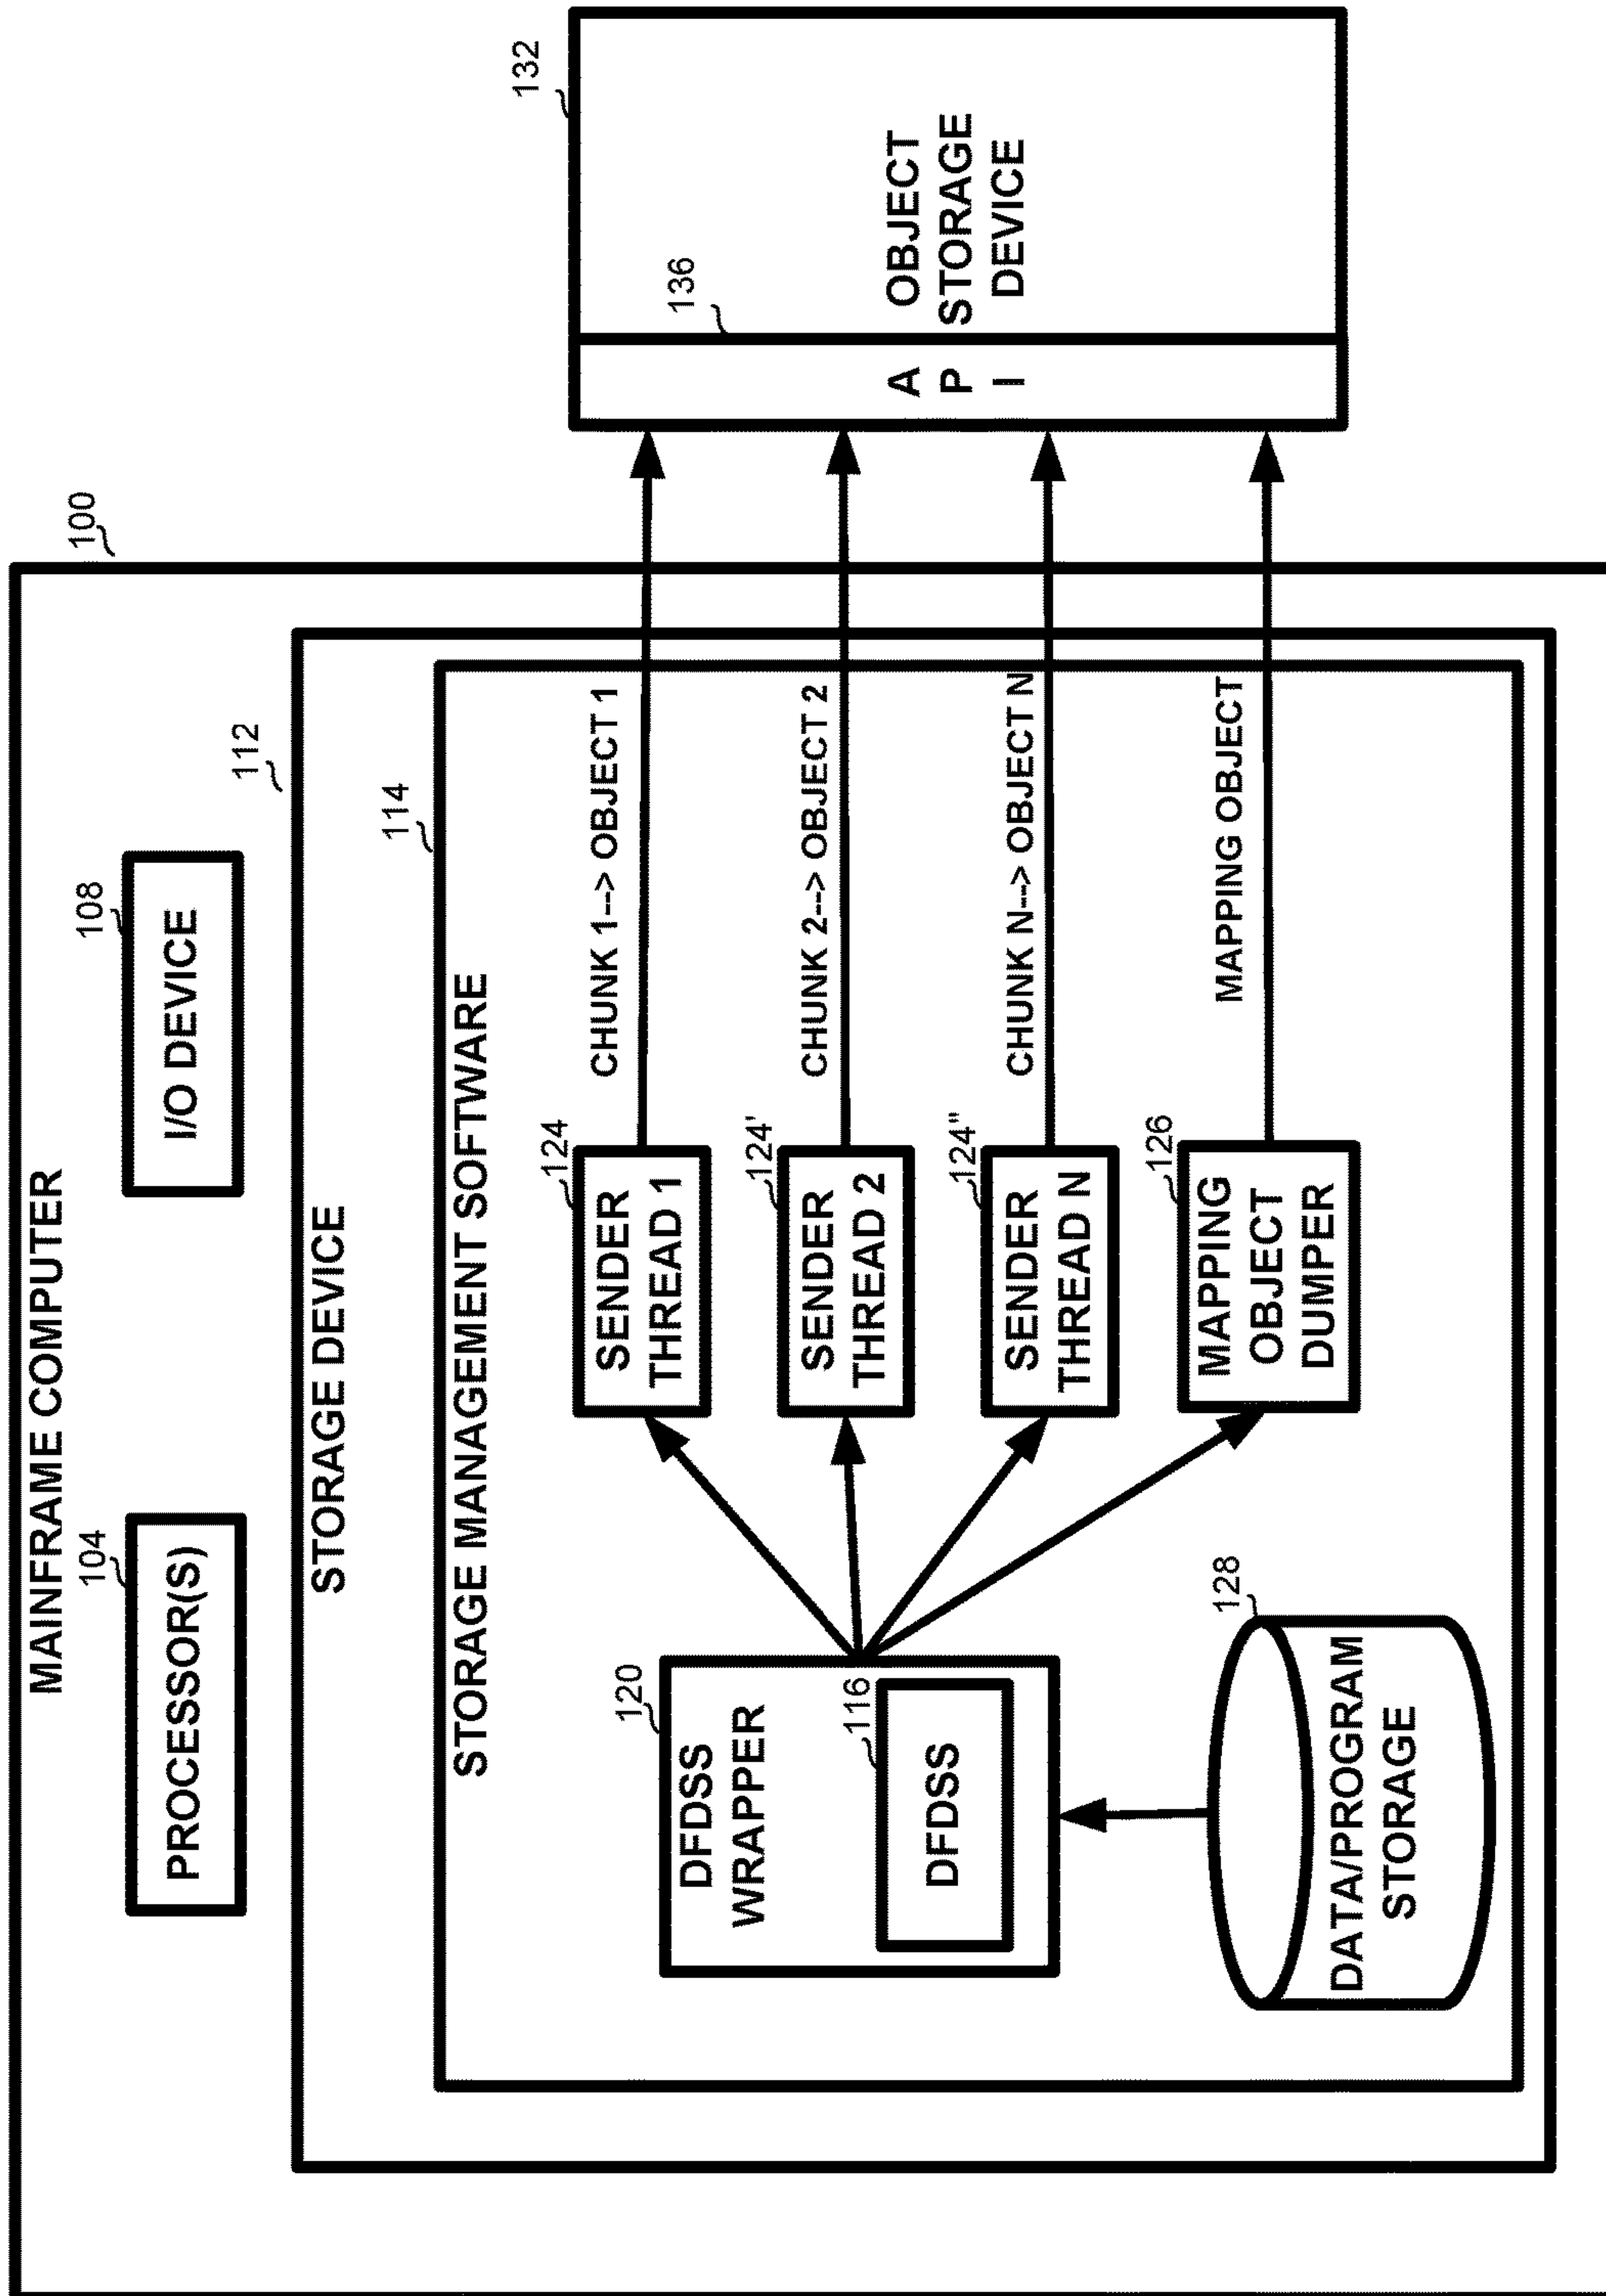 MAINFRAME COMPUTER
100
104
PROCESSOR(S)
108
I/O DEVICE
112
STORAGE DEVICE
114
STORAGE MANAGEMENT SOFTWARE
120
DFDSS
WRAPPER
116
DFDSS
128
DATA/PROGRAM
STORAGE
124
SENDER
THREAD 1
CHUNK 1--> OBJECT 1
124'
SENDER
THREAD 2
CHUNK 2--> OBJECT 2
124"
SENDER
THREAD N
CHUNK N---> OBJECT N
126
MAPPING
OBJECT
DUMPER
MAPPING OBJECT
132
136
A
P
I
OBJECT
STORAGE
DEVICE